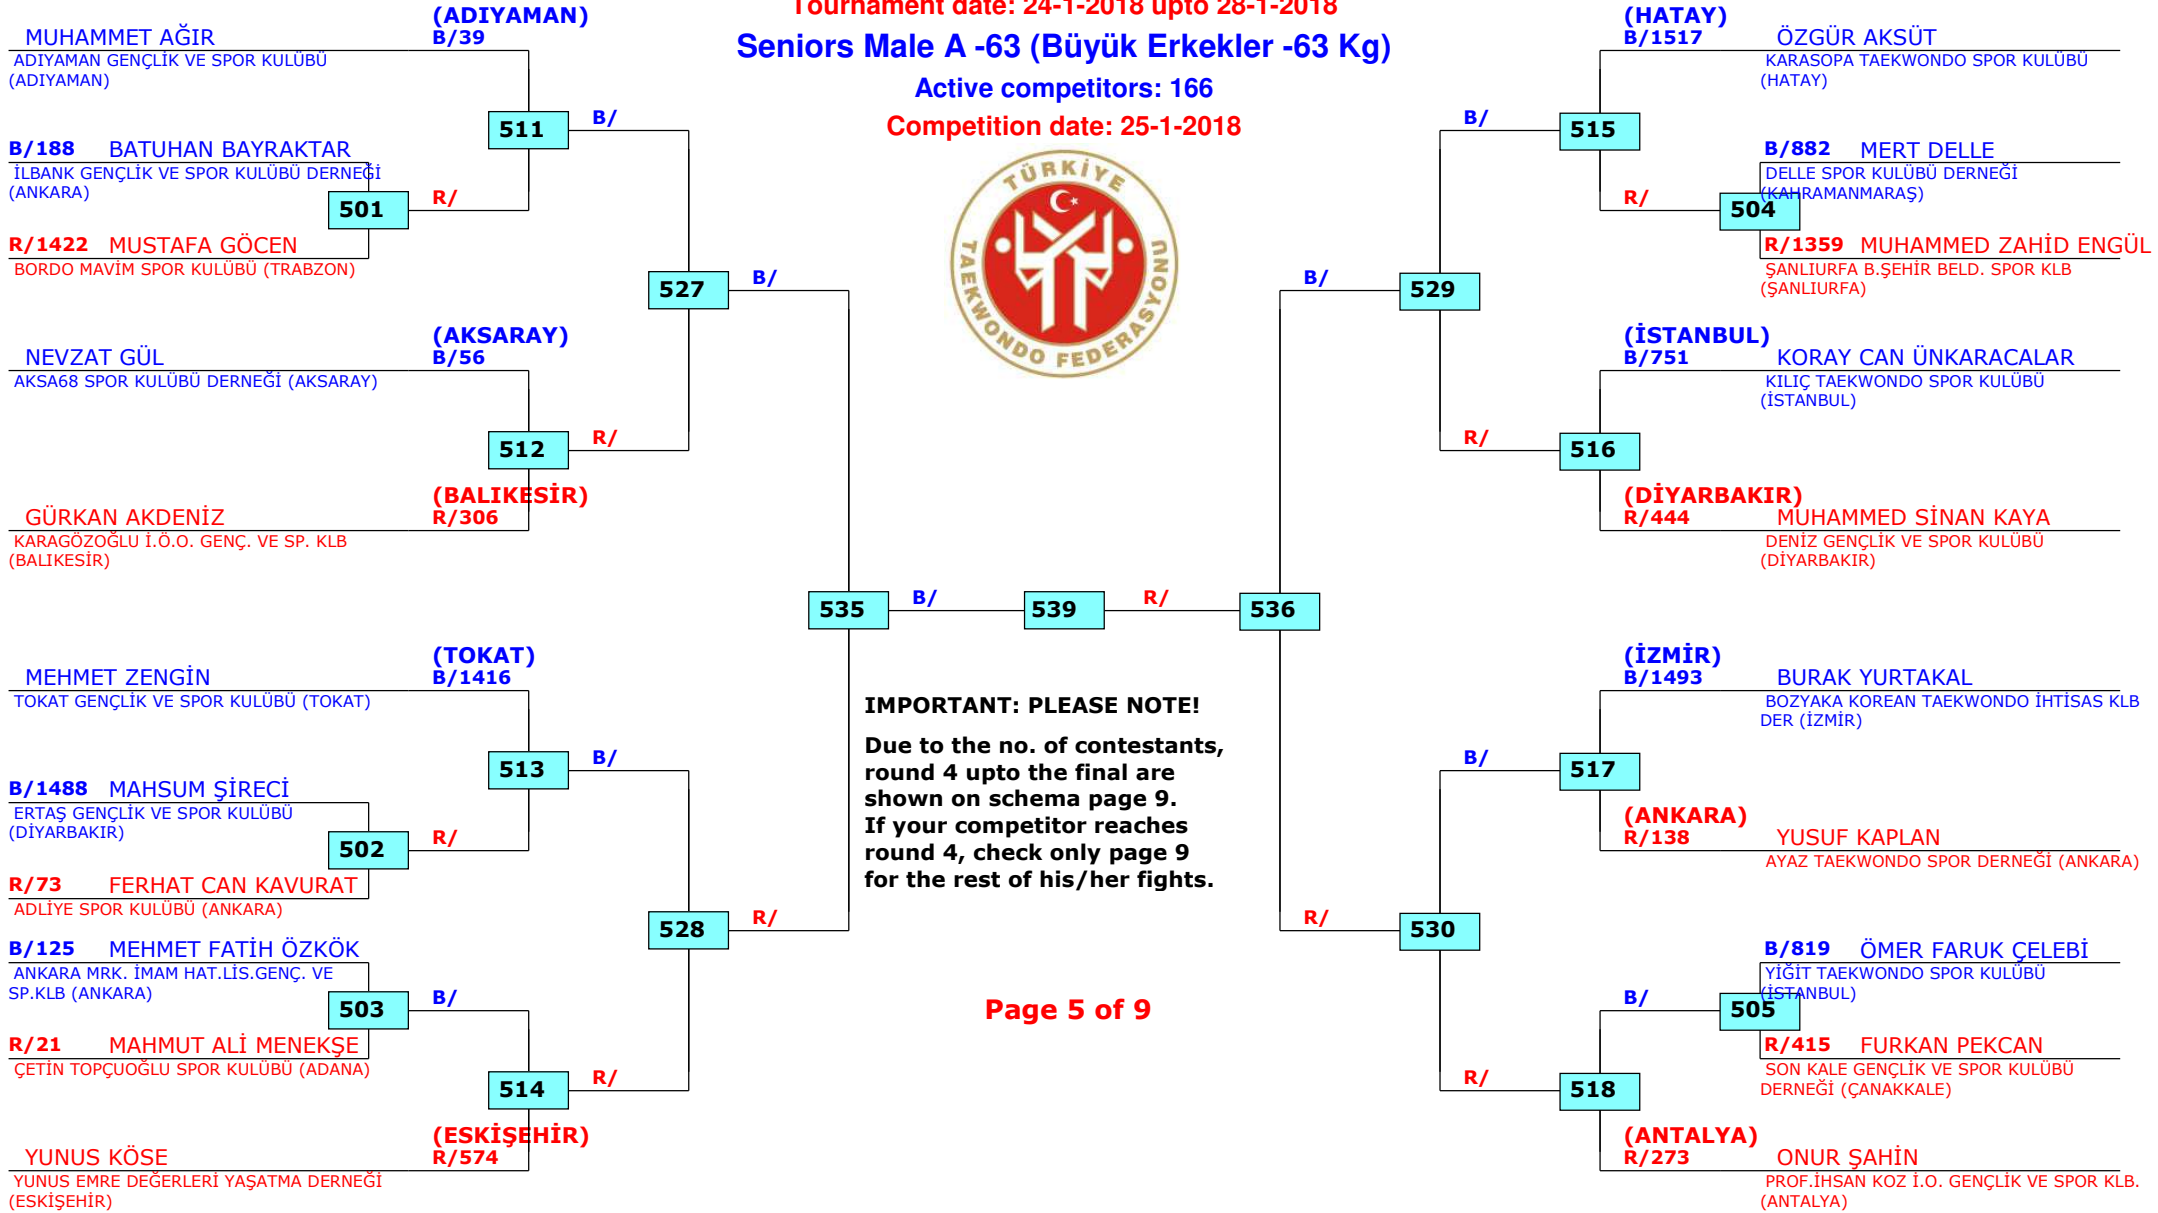 Tournament date: 24-1-2018 upto 28-1-2018
Seniors Male A -63 (Büyük Erkekler -63 Kg)
Active competitors: 166
Competition date: 25-1-2018
TÜRKİYE
TAEKWONDO FEDERASYONU
(ADIYAMAN)
MUHAMMET AĞIR B/39
ADIYAMAN GENÇLİK VE SPOR KULÜBÜ
(ADIYAMAN)
511 B/
B/188 BATUHAN BAYRAKTAR
İLBANK GENÇLİK VE SPOR KULÜBÜ DERNEĞİ
(ANKARA)
501 R/
R/1422 MUSTAFA GÖCEN
BORDO MAVİM SPOR KULÜBÜ (TRABZON)
527 B/
(AKSARAY)
NEVZAT GÜL B/56
AKSA68 SPOR KULÜBÜ DERNEĞİ (AKSARAY)
512 R/
(BALIKESİR)
GÜRKAN AKDENİZ R/306
KARAGÖZOĞLU İ.Ö.O. GENÇ. VE SP. KLB
(BALIKESİR)
535 B/ 539 R/ 536
(TOKAT)
MEHMET ZENGİN B/1416
TOKAT GENÇLİK VE SPOR KULÜBÜ (TOKAT)
513 B/
B/1488 MAHSUM ŞİRECİ
ERTAŞ GENÇLİK VE SPOR KULÜBÜ
(DİYARBAKIR)
502 R/
R/73 FERHAT CAN KAVURAT
ADLİYE SPOR KULÜBÜ (ANKARA)
528 R/
B/125 MEHMET FATİH ÖZKÖK
ANKARA MRK. İMAM HAT.LİS.GENÇ. VE
SP.KLB (ANKARA)
503 B/
R/21 MAHMUT ALİ MENEKŞE
ÇETİN TOPÇUOĞLU SPOR KULÜBÜ (ADANA)
514 R/
(ESKİŞEHİR)
YUNUS KÖSE R/574
YUNUS EMRE DEĞERLERİ YAŞATMA DERNEĞİ
(ESKİŞEHİR)
IMPORTANT: PLEASE NOTE!
Due to the no. of contestants,
round 4 upto the final are
shown on schema page 9.
If your competitor reaches
round 4, check only page 9
for the rest of his/her fights.
Page 5 of 9
(HATAY)
B/1517 ÖZGÜR AKSÜT
KARASOPA TAEKWONDO SPOR KULÜBÜ
(HATAY)
B/ 515
B/882 MERT DELLE
DELLE SPOR KULÜBÜ DERNEĞİ
(KAHRAMANMARAŞ)
R/ 504
R/1359 MUHAMMED ZAHİD ENGÜL
ŞANLIURFA B.ŞEHİR BELD. SPOR KLB
(ŞANLIURFA)
B/ 529
(İSTANBUL)
B/751 KORAY CAN ÜNKARACALAR
KILIÇ TAEKWONDO SPOR KULÜBÜ
(İSTANBUL)
R/ 516
(DİYARBAKIR)
R/444 MUHAMMED SİNAN KAYA
DENİZ GENÇLİK VE SPOR KULÜBÜ
(DİYARBAKIR)
(İZMİR)
B/1493 BURAK YURTAKAL
BOZYAKA KOREAN TAEKWONDO İHTİSAS KLB
DER (İZMİR)
B/ 517
(ANKARA)
R/138 YUSUF KAPLAN
AYAZ TAEKWONDO SPOR DERNEĞİ (ANKARA)
R/ 530
B/819 ÖMER FARUK ÇELEBİ
YİĞİT TAEKWONDO SPOR KULÜBÜ
(İSTANBUL)
B/ 505
R/415 FURKAN PEKCAN
SON KALE GENÇLİK VE SPOR KULÜBÜ
DERNEĞİ (ÇANAKKALE)
R/ 518
(ANTALYA)
R/273 ONUR ŞAHİN
PROF.İHSAN KOZ İ.O. GENÇLİK VE SPOR KLB.
(ANTALYA)